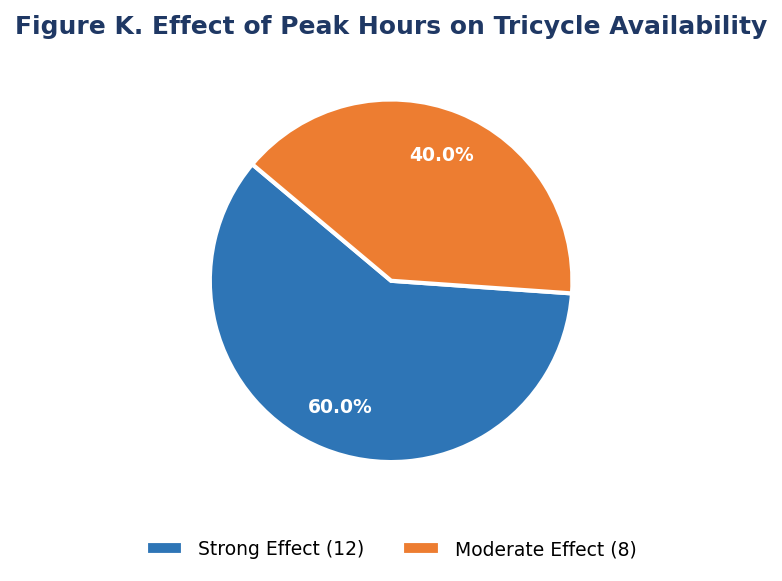 Figure K. Effect of Peak Hours on Tricycle Availability
40.0%
60.0%
Strong Effect (12)
Moderate Effect (8)